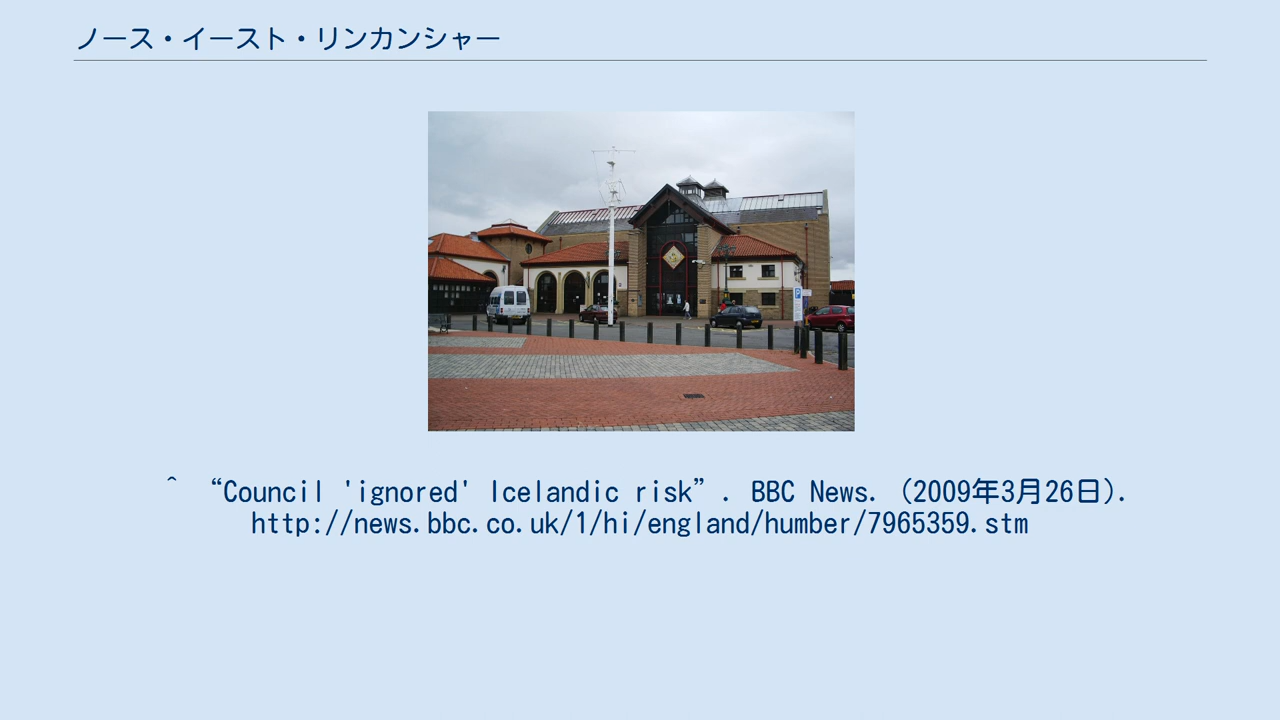 ノース・イースト・リンカンシャー
^ “Council 'ignored' Icelandic risk”. BBC News. (2009年3月26日).
http://news.bbc.co.uk/1/hi/england/humber/7965359.stm